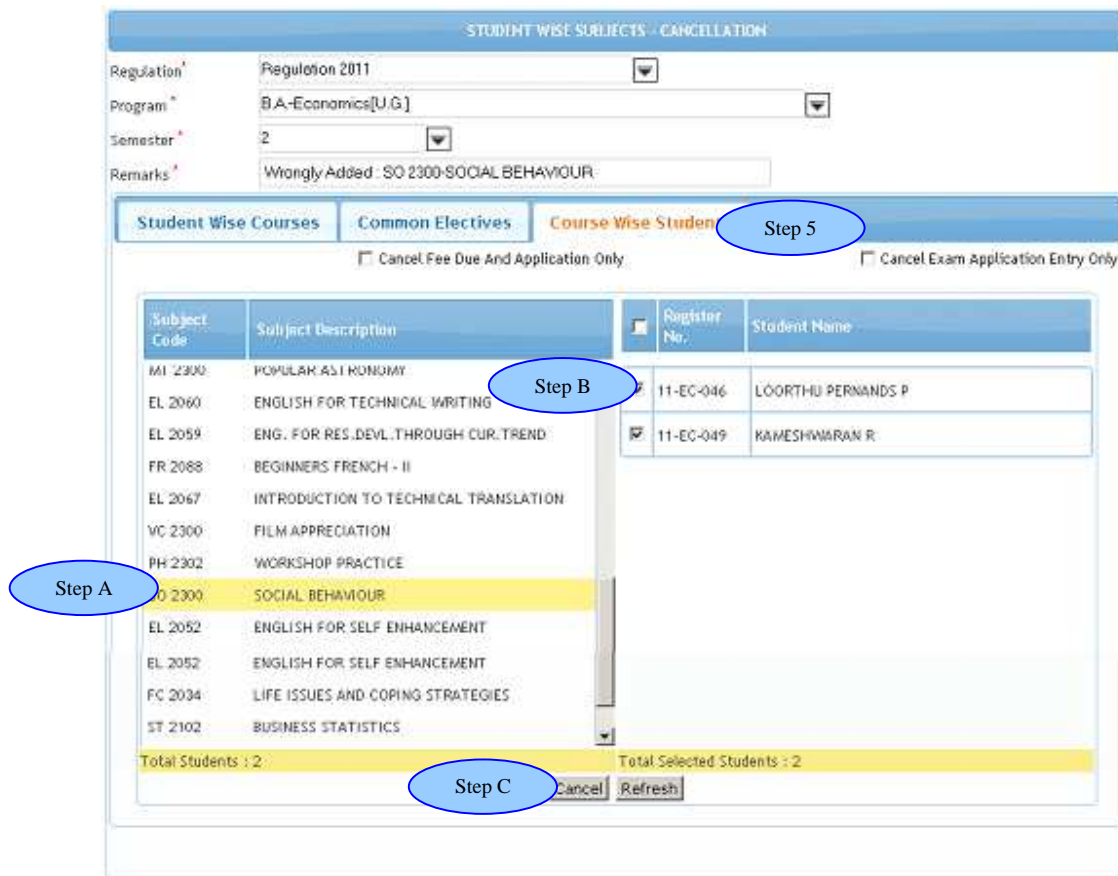 STUDENT WISE SUBJECTS - CANCELLATION
Regulation* Regulation 2011
Program* B.A.-Economics[U.G.]
Semester* 2
Remarks* Wrongly Added : SO 2300-SOCIAL BEHAVIOUR
Student Wise Courses Common Electives Course Wise Studen Step 5
Cancel Fee Due And Application Only Cancel Exam Application Entry Only
Subject Code Subject Description Register No. Student Name
MT 2300 POPULAR ASTRONOMY
Step B 11-EC-046 LOORTHU PERNANDS P
EL 2060 ENGLISH FOR TECHNICAL WRITING
EL 2059 ENG. FOR RES.DEVL.THROUGH CUR.TREND 11-EC-049 KAMESHWARAN R
FR 2088 BEGINNERS FRENCH - II
EL 2067 INTRODUCTION TO TECHNICAL TRANSLATION
VC 2300 FILM APPRECIATION
PH 2302 WORKSHOP PRACTICE
Step A SO 2300 SOCIAL BEHAVIOUR
EL 2052 ENGLISH FOR SELF ENHANCEMENT
EL 2052 ENGLISH FOR SELF ENHANCEMENT
FC 2034 LIFE ISSUES AND COPING STRATEGIES
ST 2102 BUSINESS STATISTICS
Total Students : 2 Total Selected Students : 2
Step C Cancel Refresh